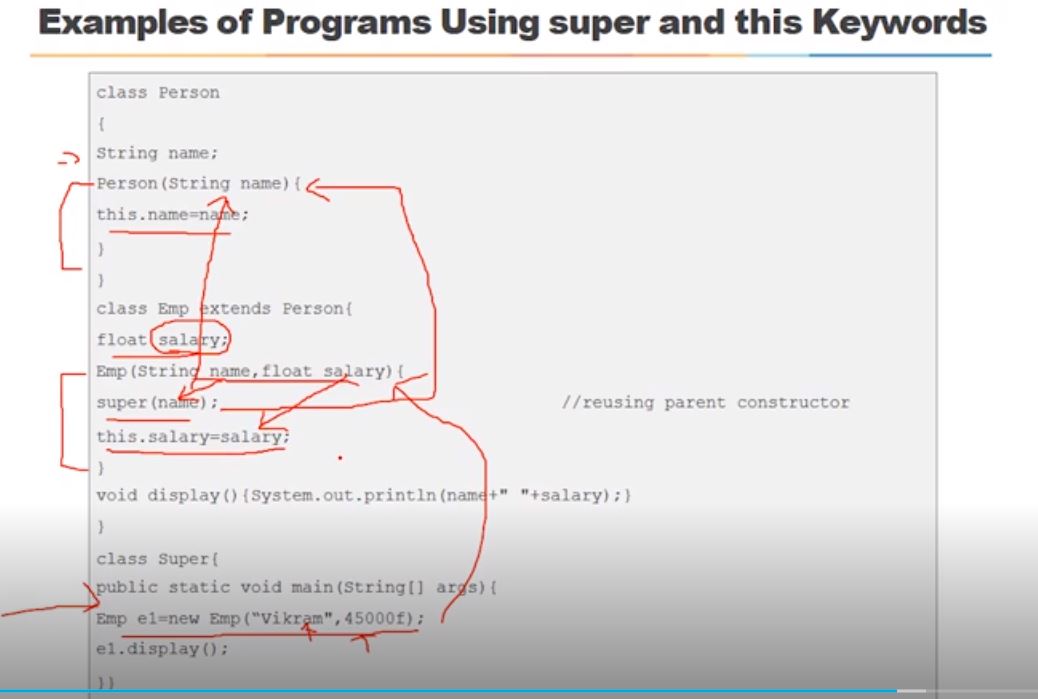 Examples of Programs Using super and this Keywords
class Person
{
String name;
Person(String name){
this.name=name;
}
}
class Emp extends Person{
float salary;
Emp(String name,float salary){
super(name); //reusing parent constructor
this.salary=salary;
}
void display(){System.out.println(name+" "+salary);}
}
class Super{
public static void main(String[] args){
Emp e1=new Emp("Vikram",45000f);
e1.display();
}}